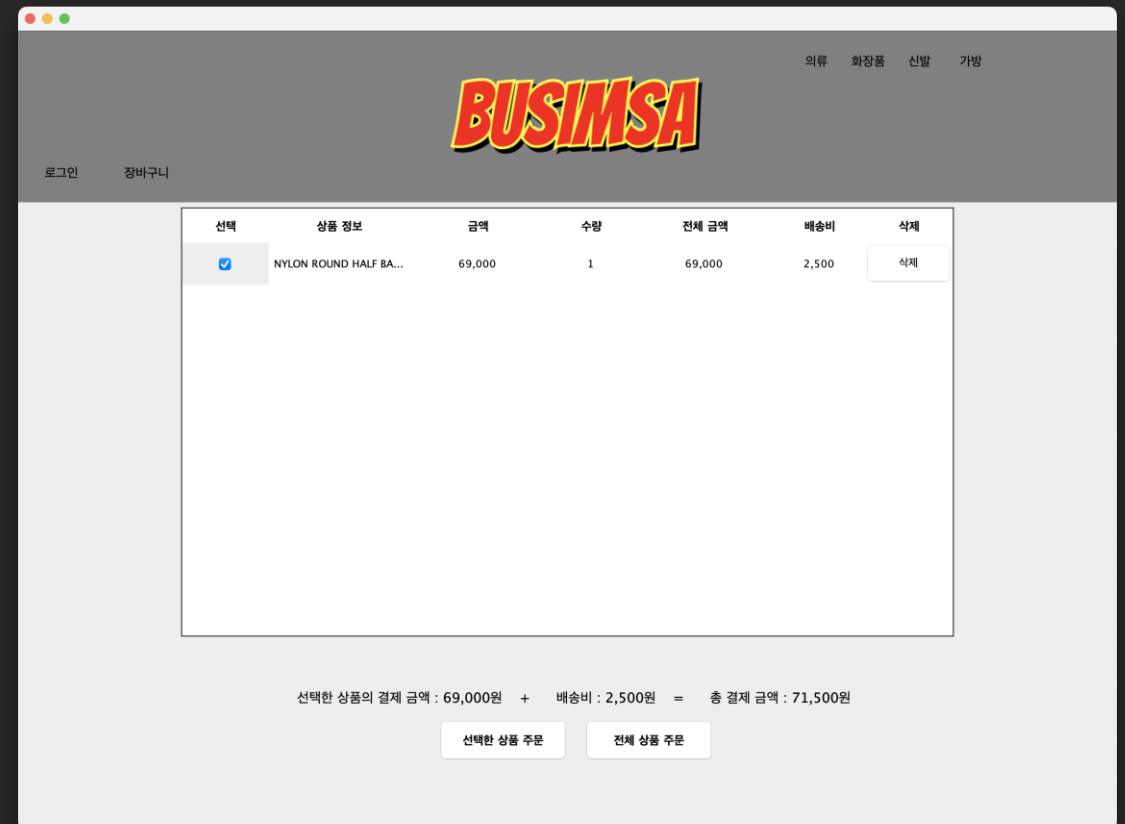 의류 화장품 신발 가방
BUSIMSA
로그인 장바구니
선택 상품 정보 금액 수량 전체 금액 배송비 삭제
NYLON ROUND HALF BA... 69,000 1 69,000 2,500 삭제
선택한 상품의 결제 금액 : 69,000원 + 배송비 : 2,500원 = 총 결제 금액 : 71,500원
선택한 상품 주문 전체 상품 주문